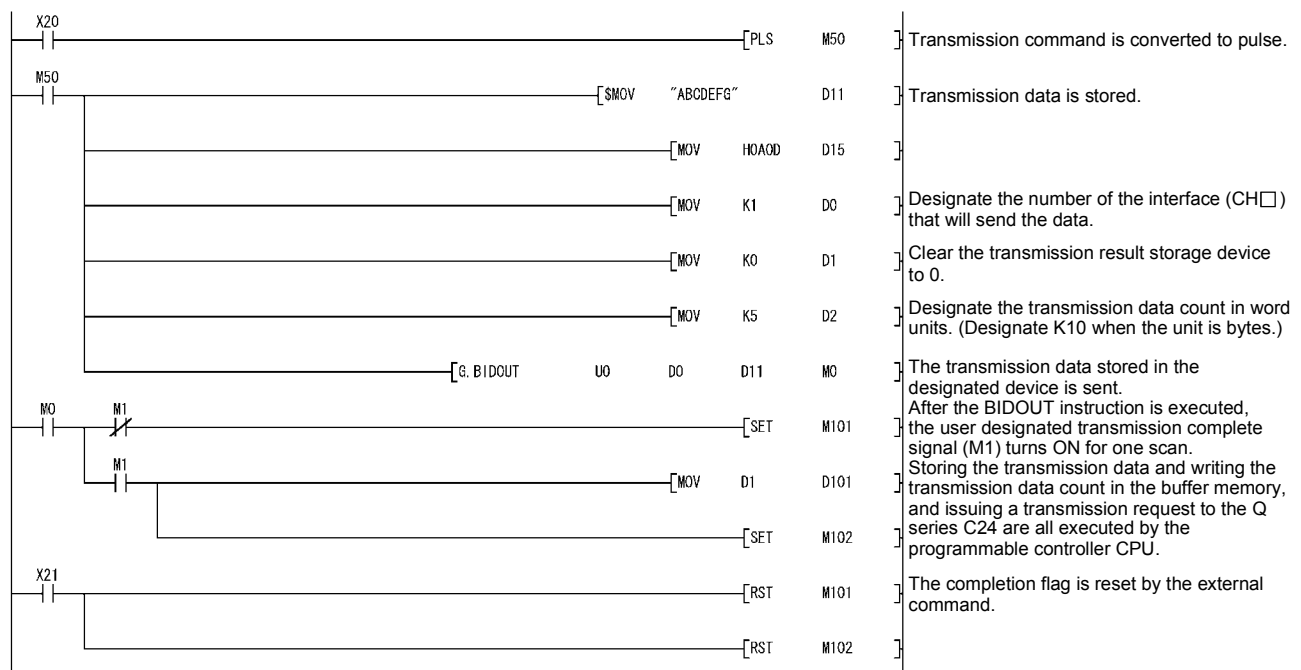 X20
[PLS M50 ] Transmission command is converted to pulse.
M50
[$MOV "ABCDEFG" D11 ] Transmission data is stored.
[MOV H0A0D D15 ]
[MOV K1 D0 ] Designate the number of the interface (CH□)
that will send the data.
[MOV K0 D1 ] Clear the transmission result storage device
to 0.
[MOV K5 D2 ] Designate the transmission data count in word
units. (Designate K10 when the unit is bytes.)
[G.BIDOUT U0 D0 D11 M0 ] The transmission data stored in the
designated device is sent.
M0 M1
[SET M101 ] After the BIDOUT instruction is executed,
the user designated transmission complete
signal (M1) turns ON for one scan.
M1
[MOV D1 D101 ] Storing the transmission data and writing the
transmission data count in the buffer memory,
and issuing a transmission request to the Q
[SET M102 ] series C24 are all executed by the
programmable controller CPU.
X21
[RST M101 ] The completion flag is reset by the external
command.
[RST M102 ]